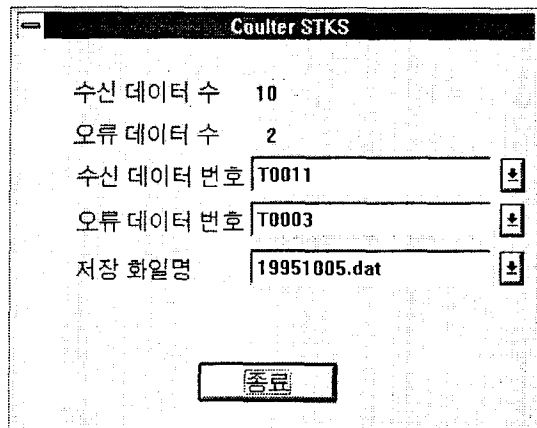 Coulter STKS
수신 데이터 수 10
오류 데이터 수 2
수신 데이터 번호 T0011
오류 데이터 번호 T0003
저장 화일명 19951005.dat
종료